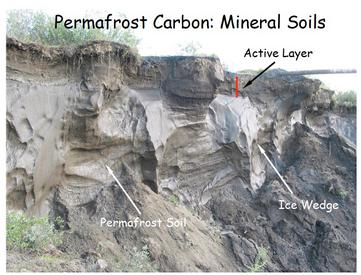 Permafrost Carbon: Mineral Soils
Active Layer
Ice Wedge
Permafrost Soil